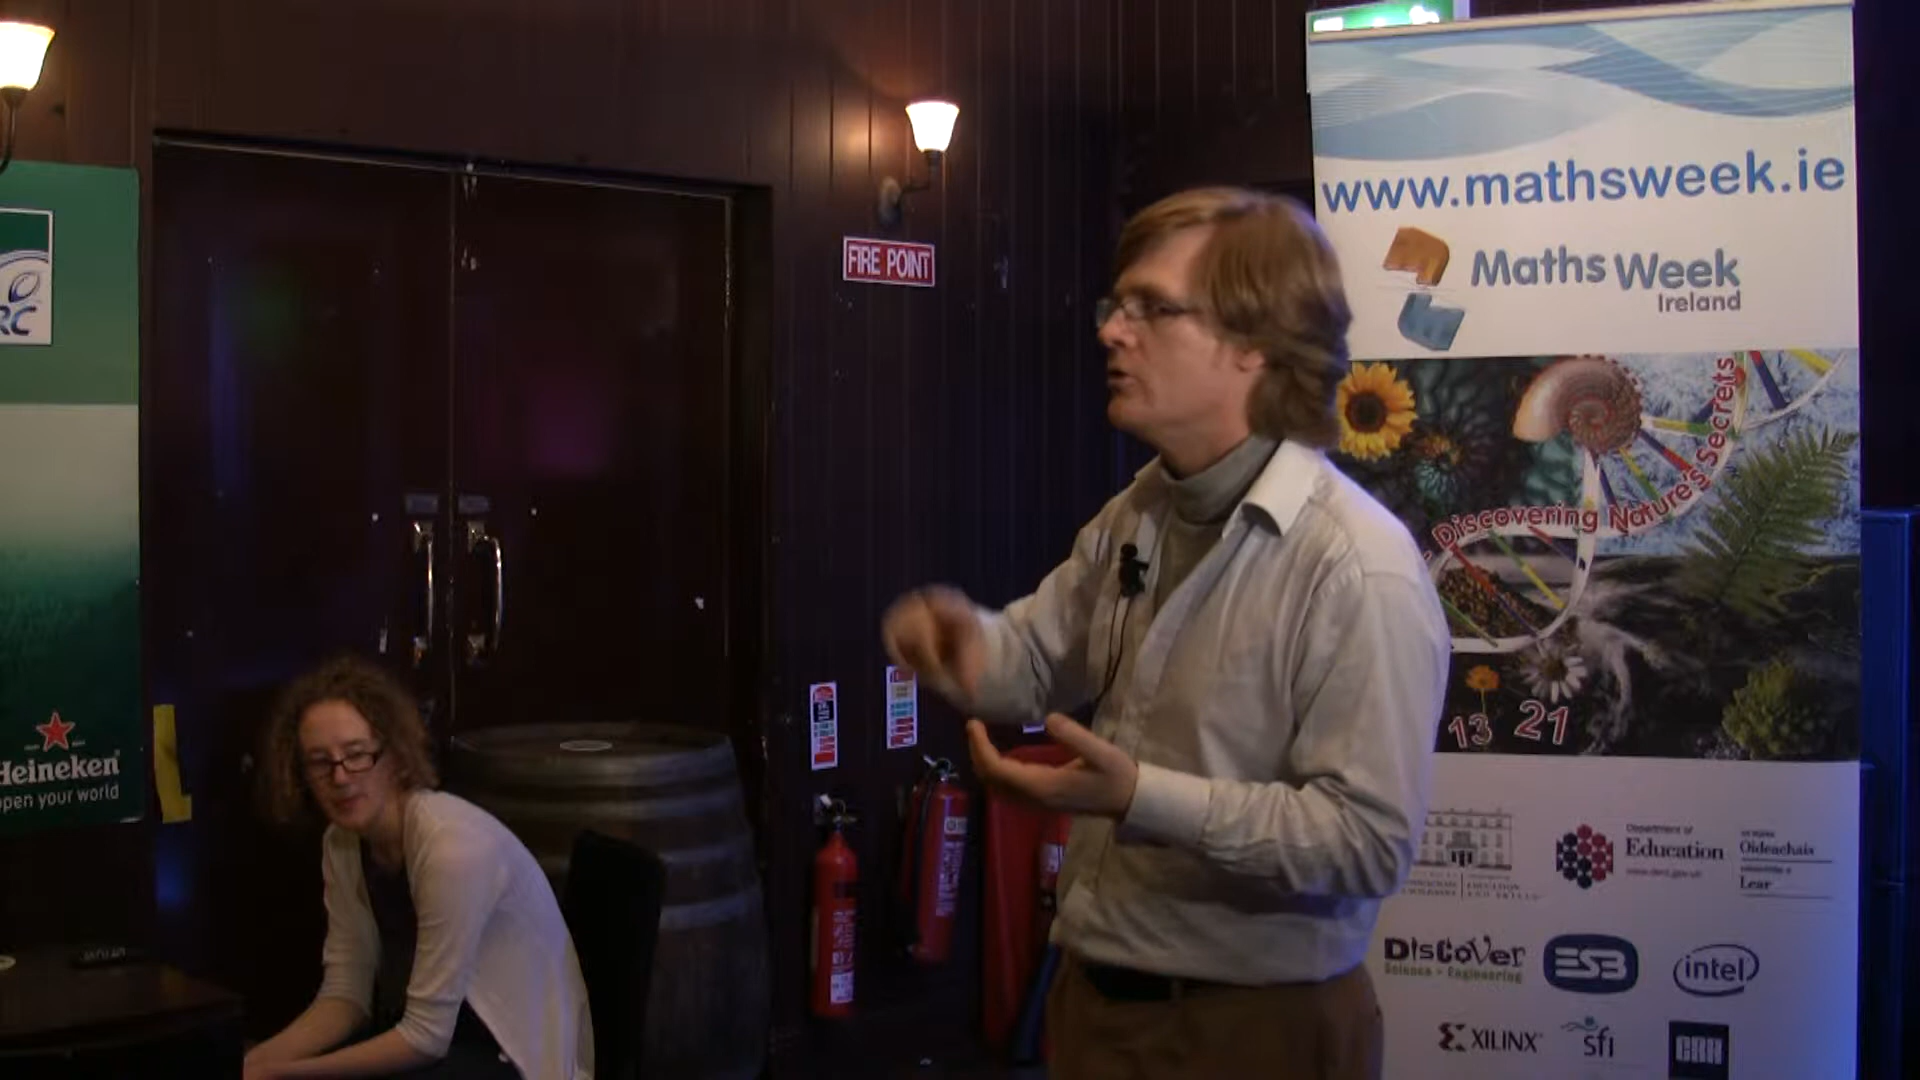 RC
Heineken
open your world
FIRE POINT
www.mathsweek.ie
Maths Week
Ireland
Discovering Nature's Secrets
13 21
Department of
Education
Oideachais
Lear
DISCOVER
Science + Engineering
ESB
intel
XILINX
sfi
CRH